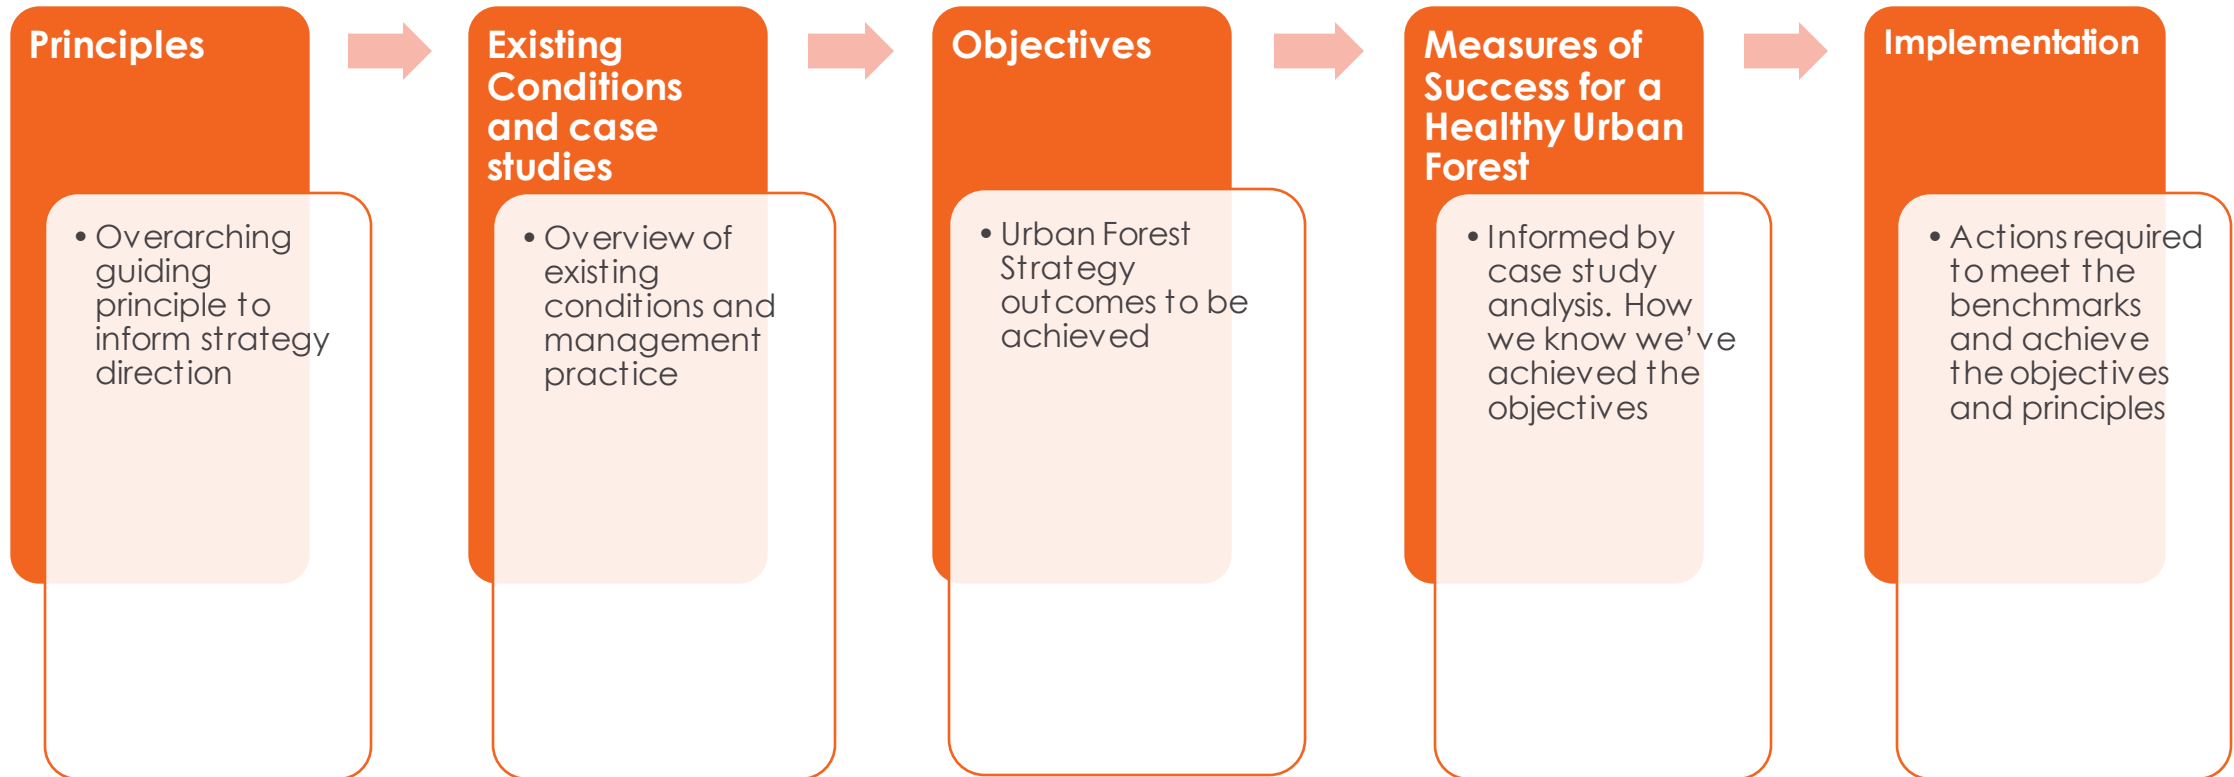 Principles
• Overarching
guiding
principle to
inform strategy
direction
Existing
Conditions
and case
studies
• Overview of
existing
conditions and
management
practice
Objectives
• Urban Forest
Strategy
outcomes to be
achieved
Measures of
Success for a
Healthy Urban
Forest
• Informed by
case study
analysis. How
we know we’ve
achieved the
objectives
Implementation
• Actions required
to meet the
benchmarks
and achieve
the objectives
and principles